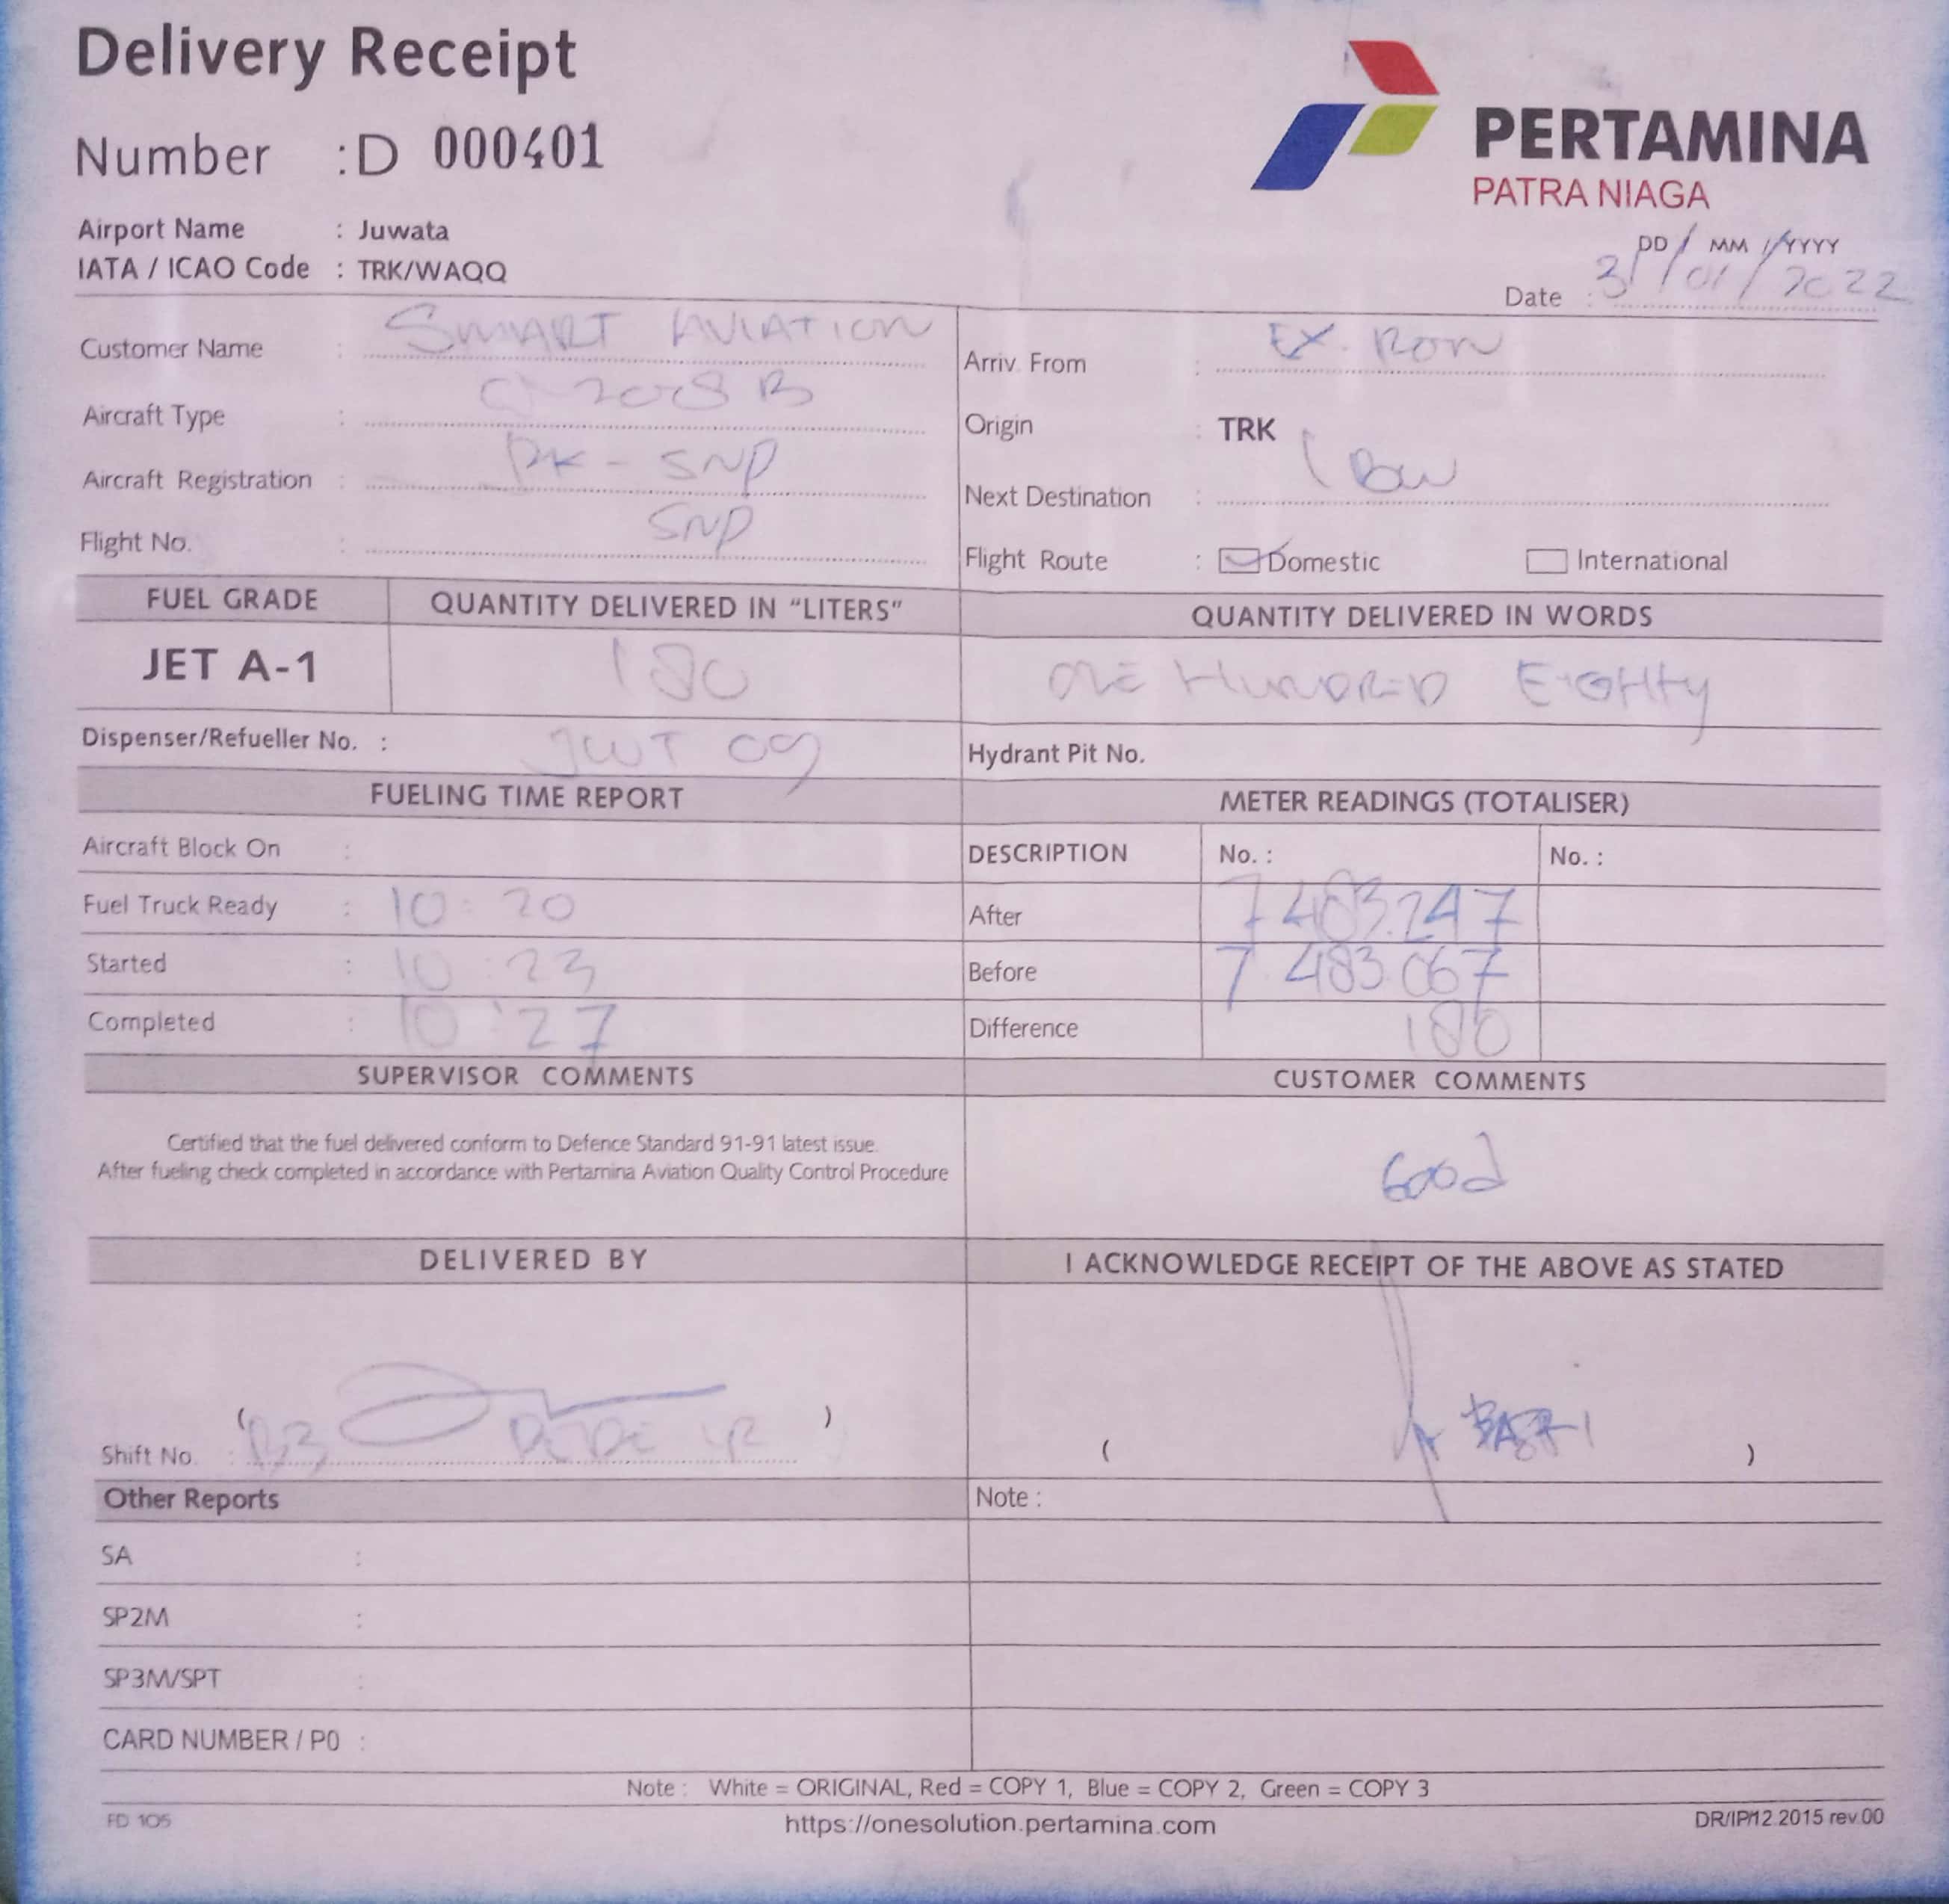 Delivery Receipt
Number : D 000401
PERTAMINA
PATRA NIAGA
Airport Name : Juwata
IATA / ICAO Code : TRK/WAQQ
DD / MM / YYYY
Date : 31/01/2022
Customer Name : SMART AVIATION
Arriv. From : EX. RON
Aircraft Type : C 208 B
Origin : TRK
Aircraft Registration : PK - SNP
Next Destination : LBW
Flight No. : SNP
Flight Route : Domestic International
FUEL GRADE QUANTITY DELIVERED IN "LITERS" QUANTITY DELIVERED IN WORDS
JET A-1 180 ONE HUNDRED EIGHTY
Dispenser/Refueller No. : JWT 09 Hydrant Pit No.
FUELING TIME REPORT METER READINGS (TOTALISER)
Aircraft Block On : DESCRIPTION No. : No. :
Fuel Truck Ready : 10:20 After 7483.247
Started : 10:23 Before 7 483.067
Completed : 10:27 Difference 180
SUPERVISOR COMMENTS CUSTOMER COMMENTS
Certified that the fuel delivered conform to Defence Standard 91-91 latest issue.
After fueling check completed in accordance with Pertamina Aviation Quality Control Procedure
Good
DELIVERED BY I ACKNOWLEDGE RECEIPT OF THE ABOVE AS STATED
( )
Shift No. :
( )
Other Reports Note :
SA :
SP2M :
SP3M/SPT :
CARD NUMBER / P0 :
Note : White = ORIGINAL, Red = COPY 1, Blue = COPY 2, Green = COPY 3
FD 105 https://onesolution.pertamina.com DR/IP/12.2015 rev.00